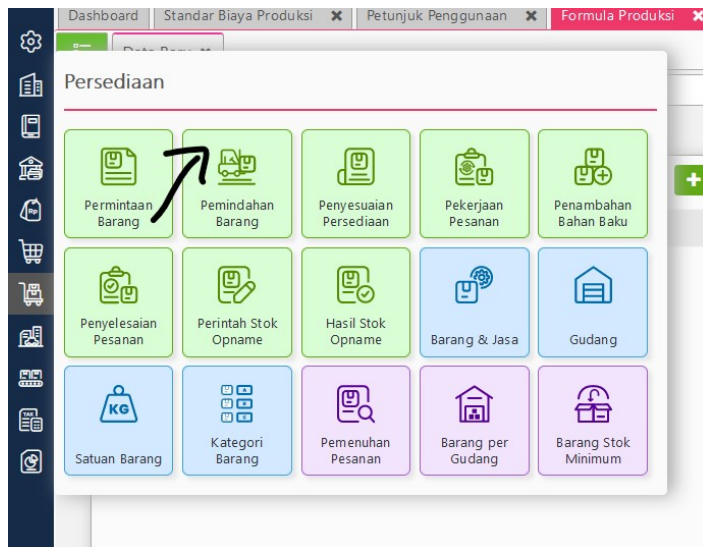 Dashboard
Standar Biaya Produksi
Petunjuk Penggunaan
Formula Produksi
Data Baru
Persediaan
Permintaan
Barang
Pemindahan
Barang
Penyesuaian
Persediaan
Pekerjaan
Pesanan
Penambahan
Bahan Baku
Penyelesaian
Pesanan
Perintah Stok
Opname
Hasil Stok
Opname
Barang & Jasa
Gudang
KG
Satuan Barang
Kategori
Barang
Pemenuhan
Pesanan
Barang per
Gudang
Barang Stok
Minimum
Rp
TAX